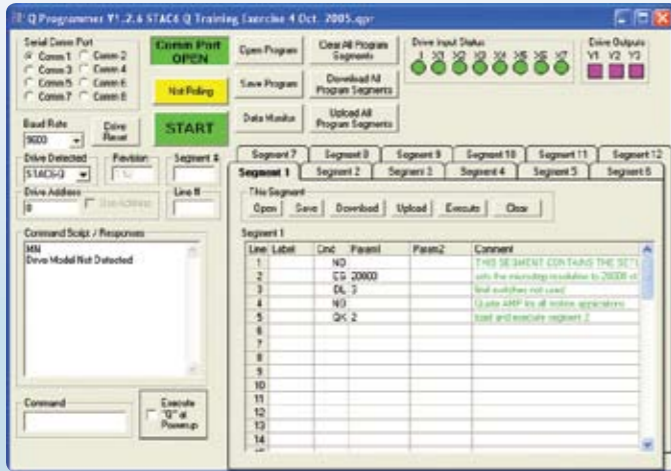 Q Programmer V1.2.6 STAC6 Q Training Exercise 4 Oct. 2005.qpr
Serial Comm Port
Comm 1 Comm 2
Comm 3 Comm 4
Comm 5 Comm 6
Comm 7 Comm 8
Comm Port OPEN
Not Polling
START
Open Program
Save Program
Data Monitor
Clear All Program Segments
Download All Program Segments
Upload All Program Segments
Drive Input Status
X1 X2 X3 X4 X5 X6 X7
Drive Outputs
Y1 Y2 Y3
Baud Rate
9600
Drive Reset
Drive Detected
STAC6-Q
Revision
Segment #
Drive Address
0
Use Address
Line #
Command Script / Responses
MN
Drive Model Not Detected
Command
Execute "Q" at Powerup
Segment 7 Segment 8 Segment 9 Segment 10 Segment 11 Segment 12
Segment 1 Segment 2 Segment 3 Segment 4 Segment 5 Segment 6
This Segment
Open Save Download Upload Execute Clear
Segment 1
Line Label Cmd Param1 Param2 Comment
1 NO THIS SEGMENT CONTAINS THE
2 EG 20000 sets the microstep resolution to 20000
3 DL 3 limit switches not used
4 NO
5 QX 2 load and execute segment 2
6
7
8
9
10
11
12
13
14